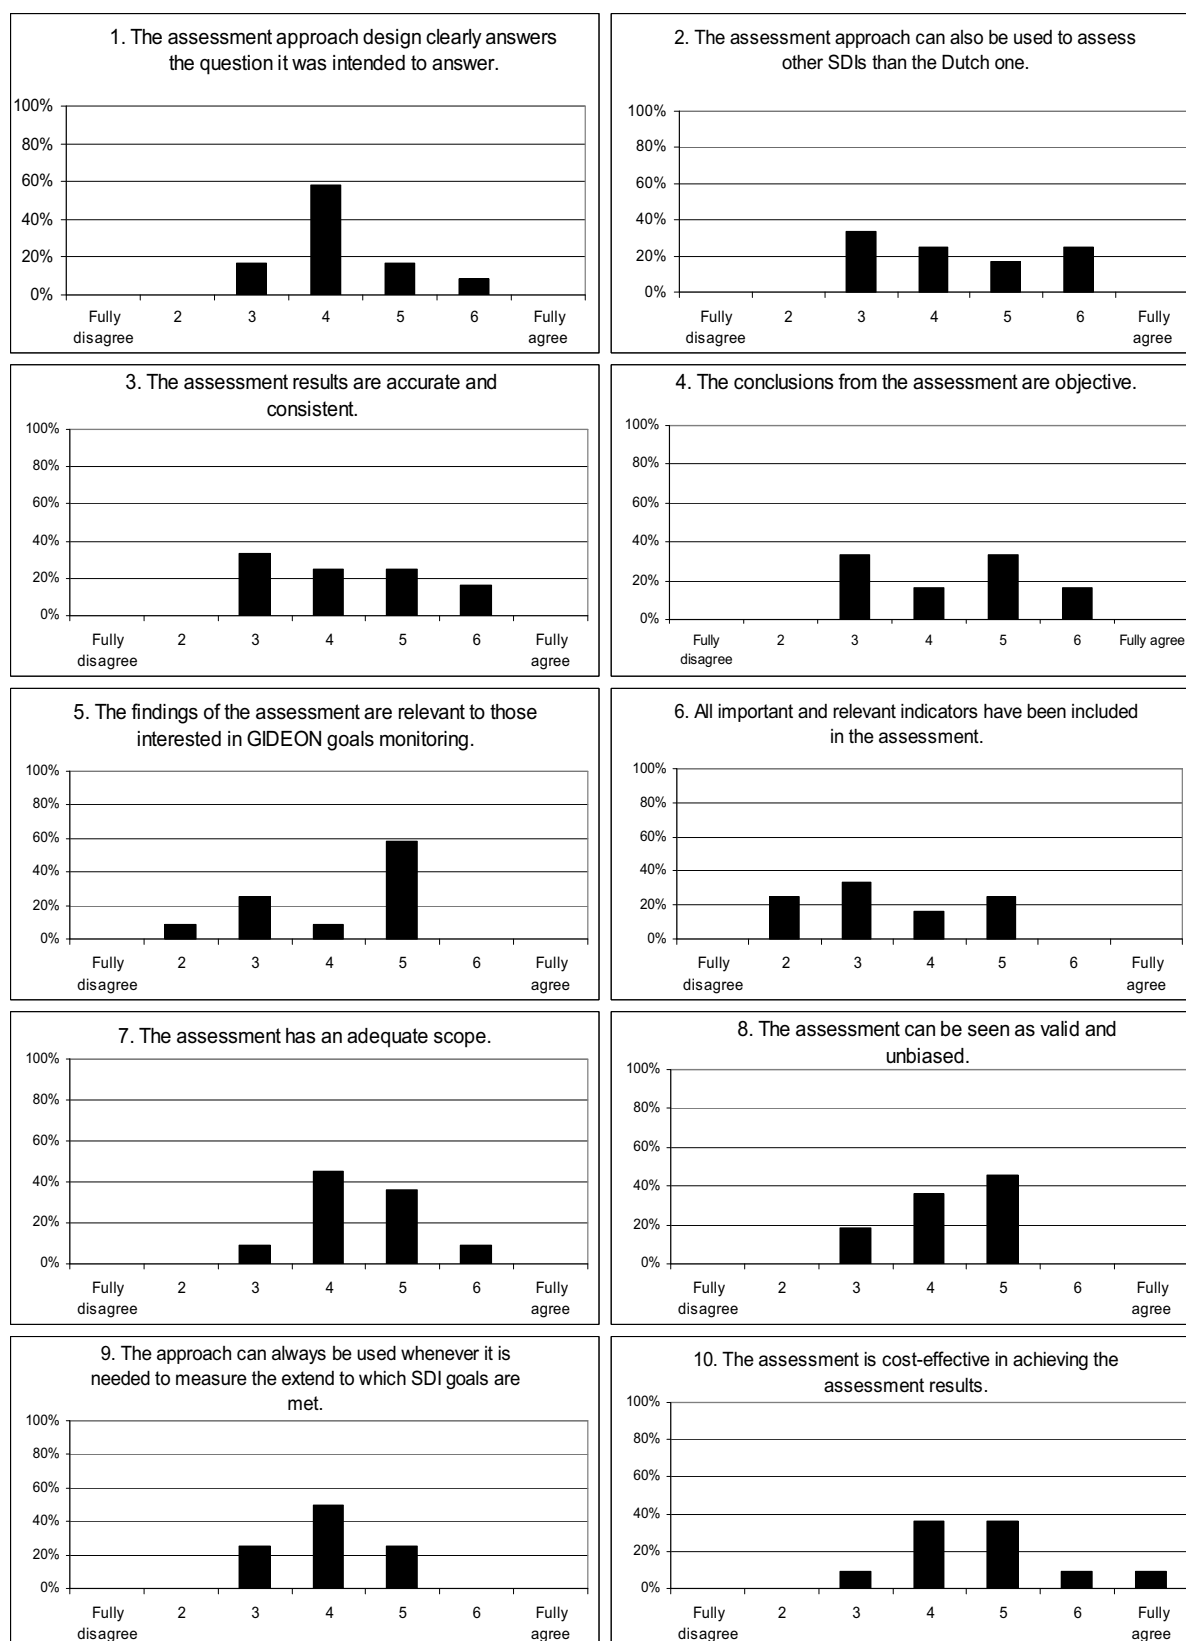 1. The assessment approach design clearly answers
the question it was intended to answer.
100%
80%
60%
40%
20%
0%
Fully disagree 2 3 4 5 6 Fully agree
2. The assessment approach can also be used to assess
other SDIs than the Dutch one.
100%
80%
60%
40%
20%
0%
Fully disagree 2 3 4 5 6 Fully agree
3. The assessment results are accurate and
consistent.
100%
80%
60%
40%
20%
0%
Fully disagree 2 3 4 5 6 Fully agree
4. The conclusions from the assessment are objective.
100%
80%
60%
40%
20%
0%
Fully disagree 2 3 4 5 6 Fully agree
5. The findings of the assessment are relevant to those
interested in GIDEON goals monitoring.
100%
80%
60%
40%
20%
0%
Fully disagree 2 3 4 5 6 Fully agree
6. All important and relevant indicators have been included
in the assessment.
100%
80%
60%
40%
20%
0%
Fully disagree 2 3 4 5 6 Fully agree
7. The assessment has an adequate scope.
100%
80%
60%
40%
20%
0%
Fully disagree 2 3 4 5 6 Fully agree
8. The assessment can be seen as valid and
unbiased.
100%
80%
60%
40%
20%
0%
Fully disagree 2 3 4 5 6 Fully agree
9. The approach can always be used whenever it is
needed to measure the extend to which SDI goals are
met.
100%
80%
60%
40%
20%
0%
Fully disagree 2 3 4 5 6 Fully agree
10. The assessment is cost-effective in achieving the
assessment results.
100%
80%
60%
40%
20%
0%
Fully disagree 2 3 4 5 6 Fully agree